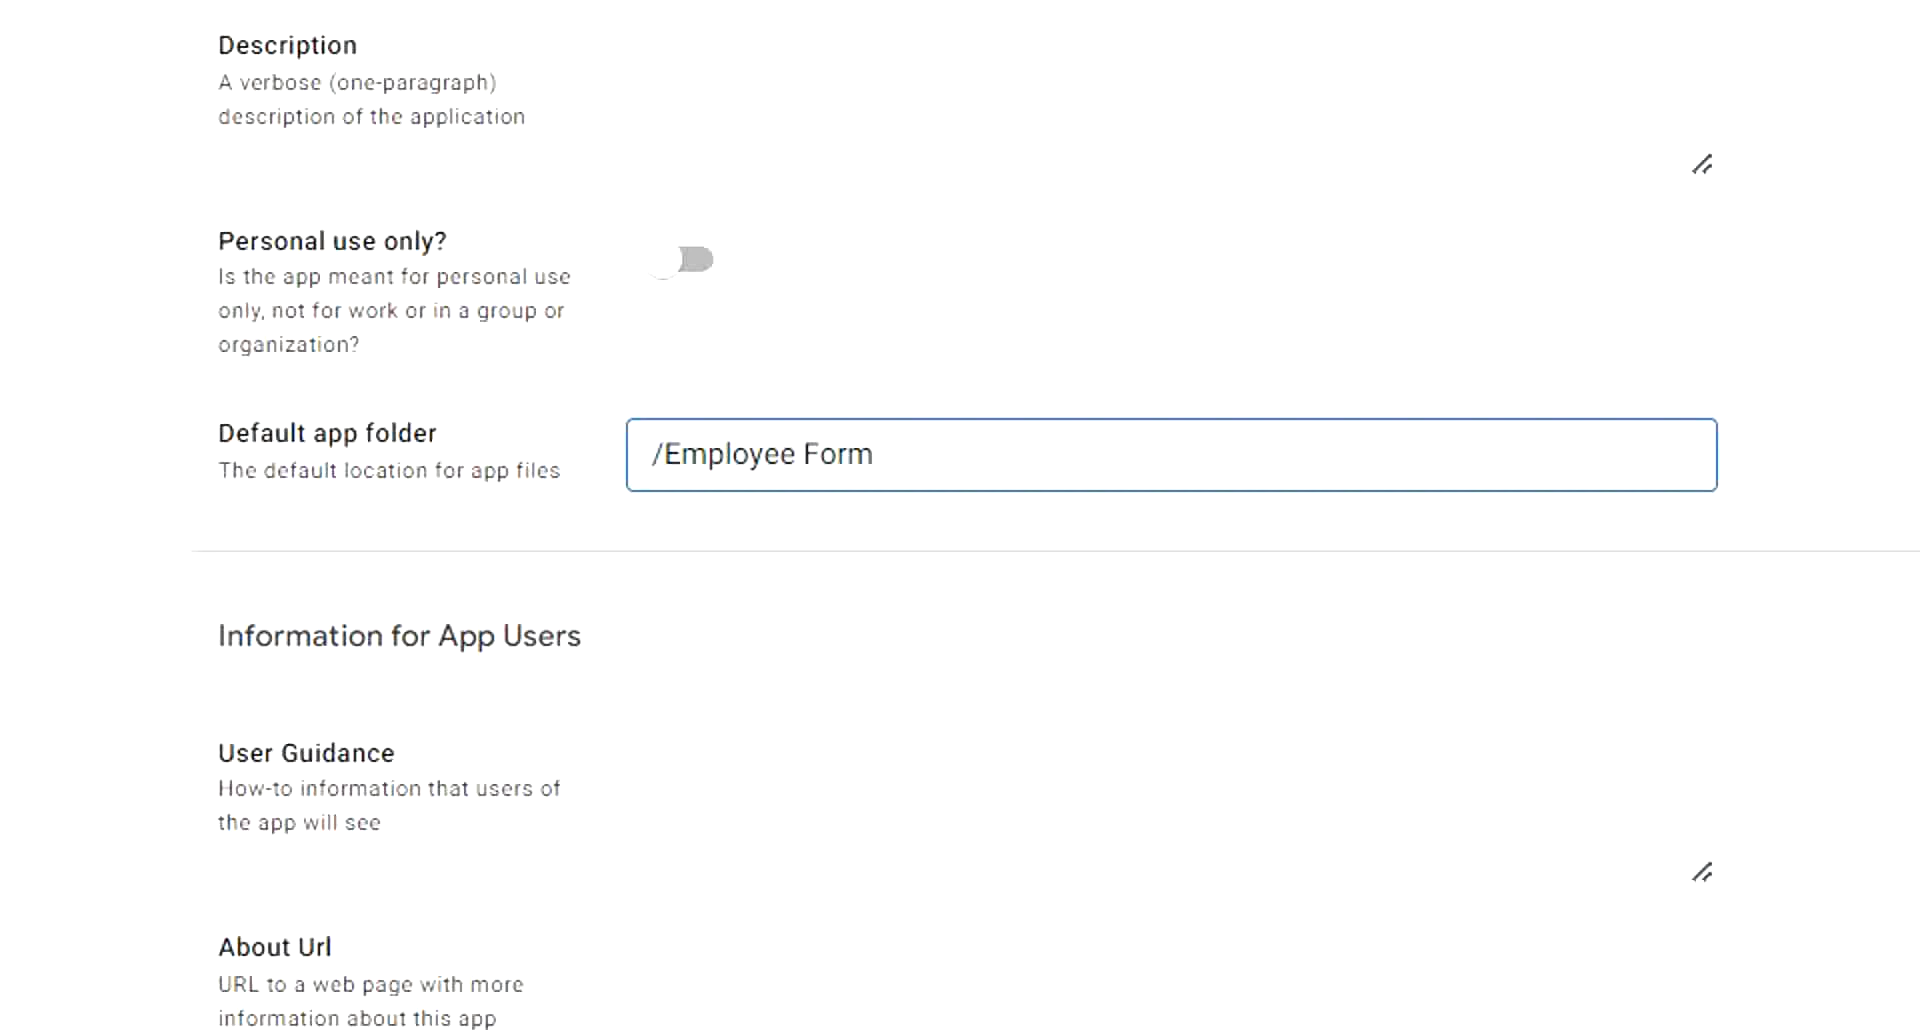 Description
A verbose (one-paragraph)
description of the application
Personal use only?
Is the app meant for personal use
only, not for work or in a group or
organization?
Default app folder
The default location for app files
/Employee Form
Information for App Users
User Guidance
How-to information that users of
the app will see
About Url
URL to a web page with more
information about this app